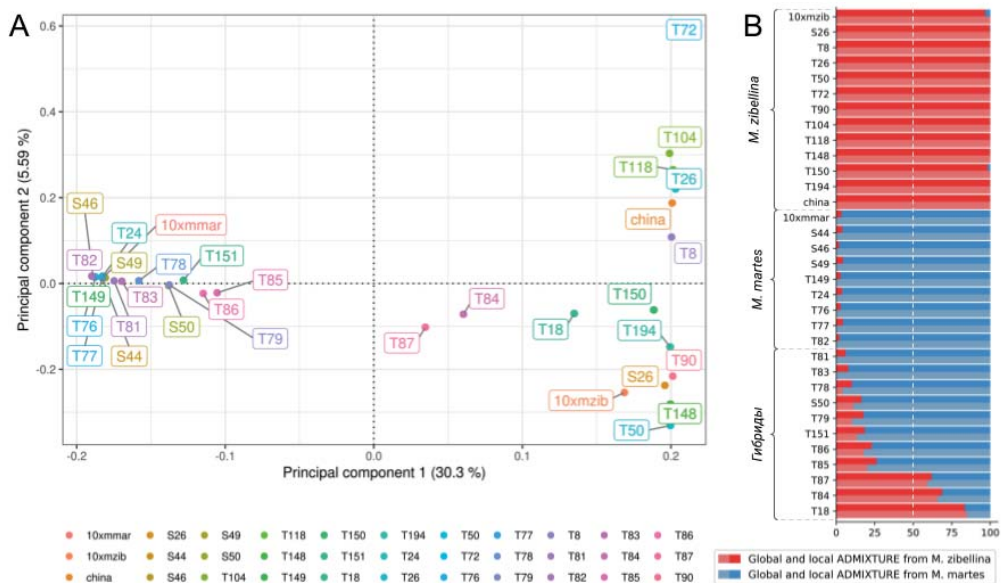 A
Principal component 2 (5.59 %)
0.6
0.4
0.2
0.0
-0.2
T72
T104
T118
T26
china
T8
S46
T24
10xmmar
T82
S49
T78
T151
T85
T149
T83
T86
T76
T81
S50
T79
T77
S44
T84
T87
T150
T18
T194
T90
S26
10xmzib
T148
T50
-0.2
-0.1
0.0
0.1
0.2
Principal component 1 (30.3 %)
10xmmar S26 S49 T118 T150 T194 T50 T77 T8 T83 T86
10xmzib S44 S50 T148 T151 T24 T72 T78 T81 T84 T87
china S46 T104 T149 T18 T26 T76 T79 T82 T85 T90
B
M. zibellina
10xmzib
S26
T8
T26
T50
T72
T90
T104
T118
T148
T150
T194
china
M. martes
10xmmar
S44
S46
S49
T149
T24
T76
T77
T82
Гибриды
T81
T83
T78
S50
T79
T151
T86
T85
T87
T84
T18
0 25 50 75 100
Global and local ADMIXTURE from M. zibellina
Global and local ADMIXTURE from M. martes